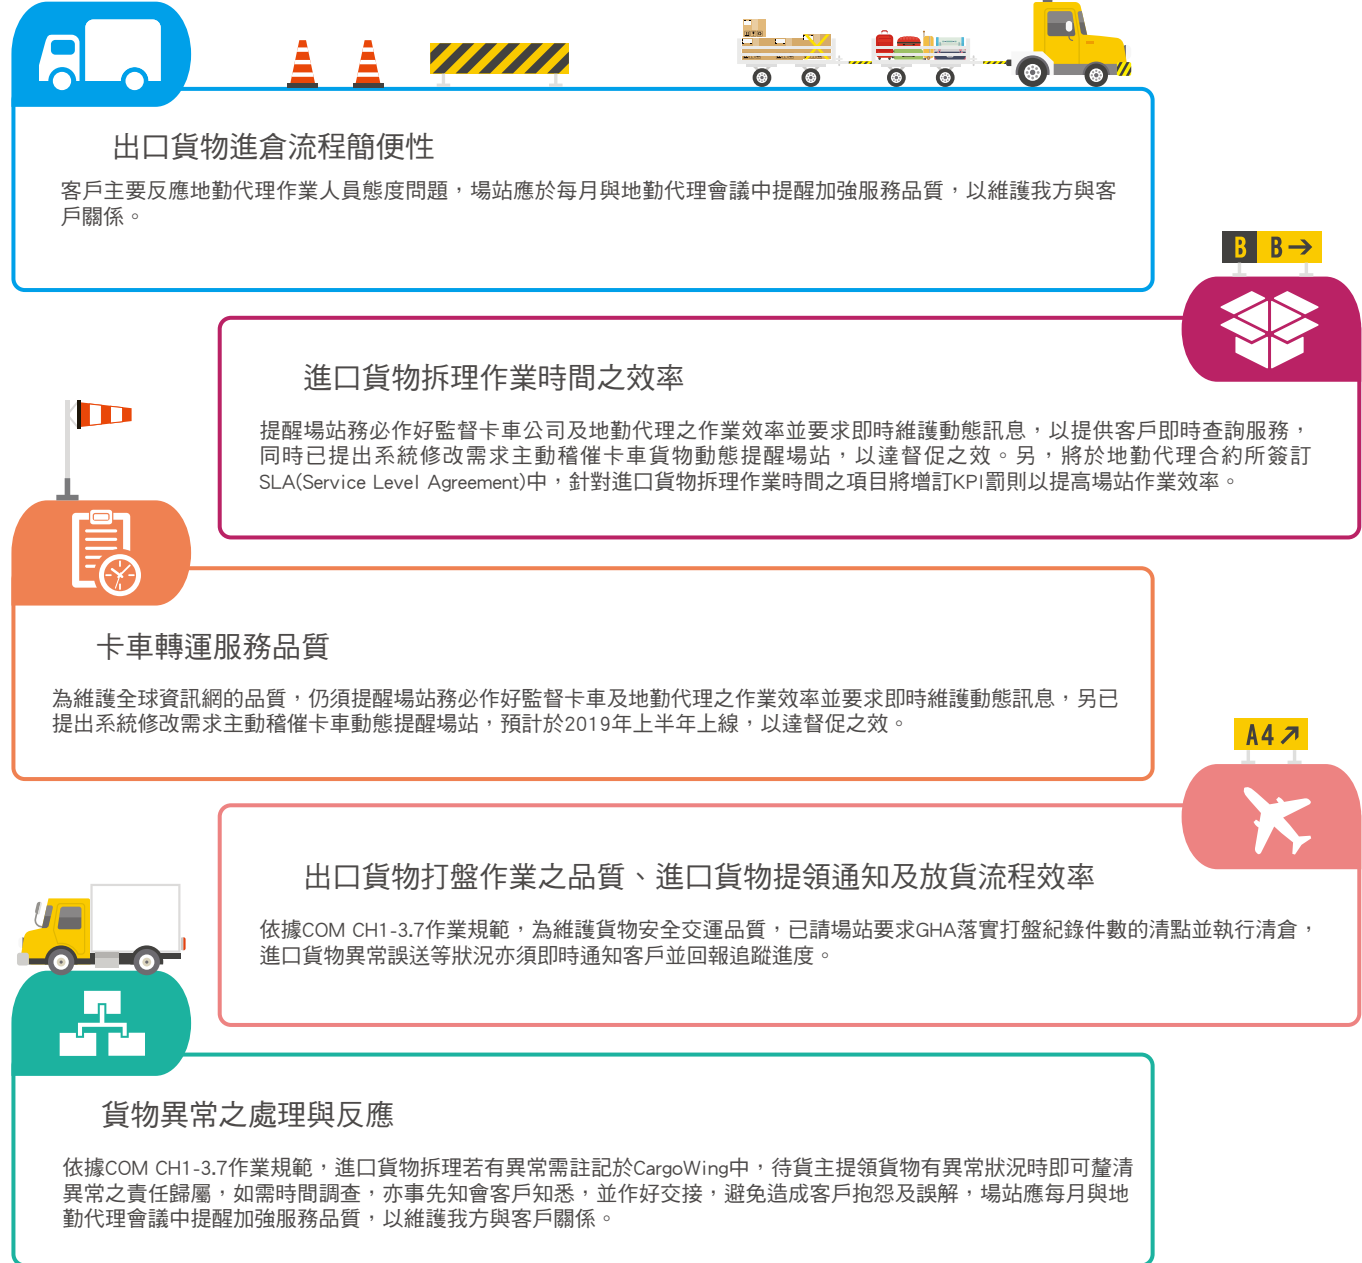 出口貨物進倉流程簡便性
客戶主要反應地勤代理作業人員態度問題，場站應於每月與地勤代理會議中提醒加強服務品質，以維護我方與客
戶關係。
B B→
進口貨物拆理作業時間之效率
提醒場站務必作好監督卡車公司及地勤代理之作業效率並要求即時維護動態訊息，以提供客戶即時查詢服務，
同時已提出系統修改需求主動稽催卡車貨物動態提醒場站，以達督促之效。另，將於地勤代理合約所簽訂
SLA(Service Level Agreement)中，針對進口貨物拆理作業時間之項目將增訂KPI罰則以提高場站作業效率。
卡車轉運服務品質
為維護全球資訊網的品質，仍須提醒場站務必作好監督卡車及地勤代理之作業效率並要求即時維護動態訊息，另已
提出系統修改需求主動稽催卡車動態提醒場站，預計於2019年上半年上線，以達督促之效。
A4↗
出口貨物打盤作業之品質、進口貨物提領通知及放貨流程效率
依據COM CH1-3.7作業規範，為維護貨物安全交運品質，已請場站要求GHA落實打盤紀錄件數的清點並執行清倉，
進口貨物異常誤送等狀況亦須即時通知客戶並回報追蹤進度。
貨物異常之處理與反應
依據COM CH1-3.7作業規範，進口貨物拆理若有異常需註記於CargoWing中，待貨主提領貨物有異常狀況時即可釐清
異常之責任歸屬，如需時間調查，亦事先知會客戶知悉，並作好交接，避免造成客戶抱怨及誤解，場站應每月與地
勤代理會議中提醒加強服務品質，以維護我方與客戶關係。